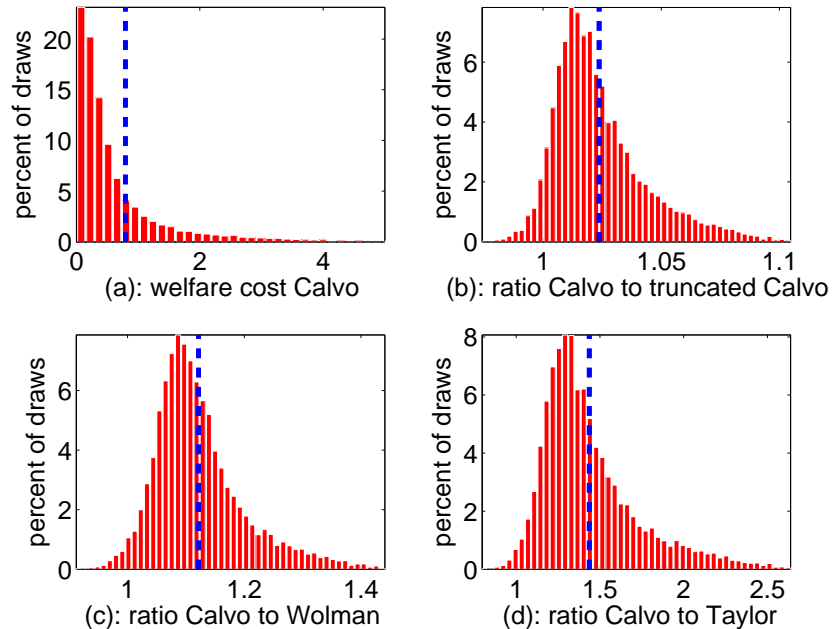 20
15
10
5
0
percent of draws
0 2 4
(a): welfare cost Calvo
6
4
2
0
percent of draws
1 1.05 1.1
(b): ratio Calvo to truncated Calvo
6
4
2
0
percent of draws
1 1.2 1.4
(c): ratio Calvo to Wolman
8
6
4
2
0
percent of draws
1 1.5 2 2.5
(d): ratio Calvo to Taylor